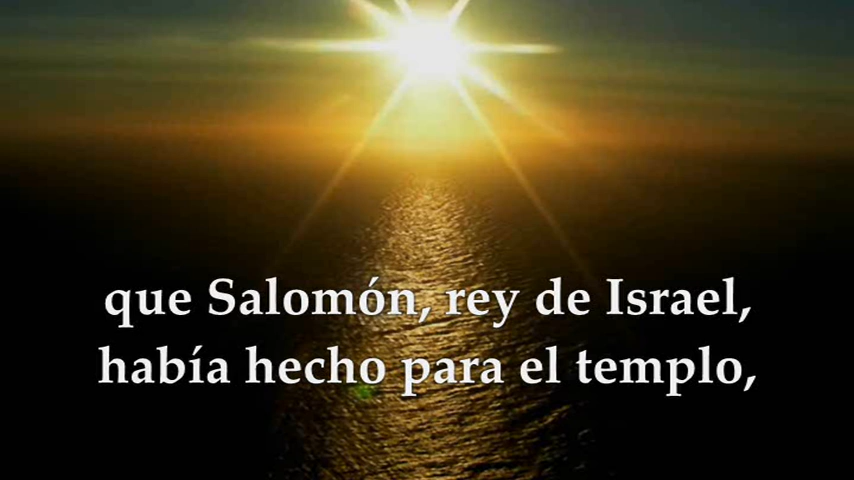 que Salomón, rey de Israel,
había hecho para el templo,